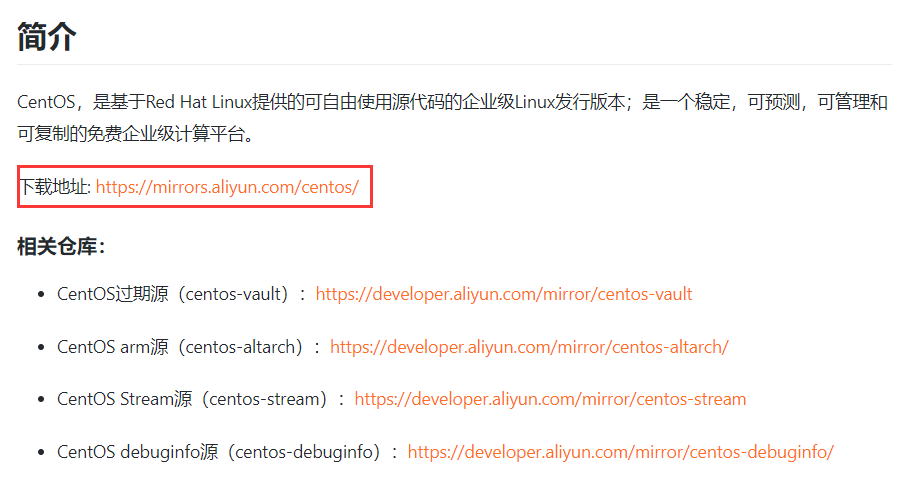 简介
CentOS，是基于Red Hat Linux提供的可自由使用源代码的企业级Linux发行版本；是一个稳定，可预测，可管理和
可复制的免费企业级计算平台。
下载地址: https://mirrors.aliyun.com/centos/
相关仓库：
• CentOS过期源（centos-vault）：https://developer.aliyun.com/mirror/centos-vault
• CentOS arm源（centos-altarch）：https://developer.aliyun.com/mirror/centos-altarch/
• CentOS Stream源（centos-stream）：https://developer.aliyun.com/mirror/centos-stream
• CentOS debuginfo源（centos-debuginfo）：https://developer.aliyun.com/mirror/centos-debuginfo/